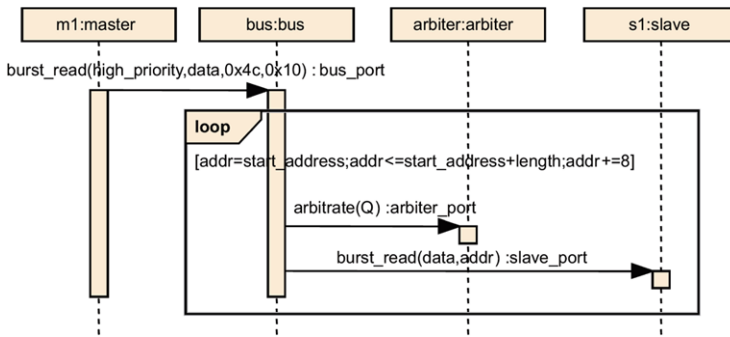 m1:master
bus:bus
arbiter:arbiter
s1:slave
burst_read(high_priority,data,0x4c,0x10) : bus_port
loop
[addr=start_address;addr<=start_address+length;addr+=8]
arbitrate(Q) :arbiter_port
burst_read(data,addr) :slave_port